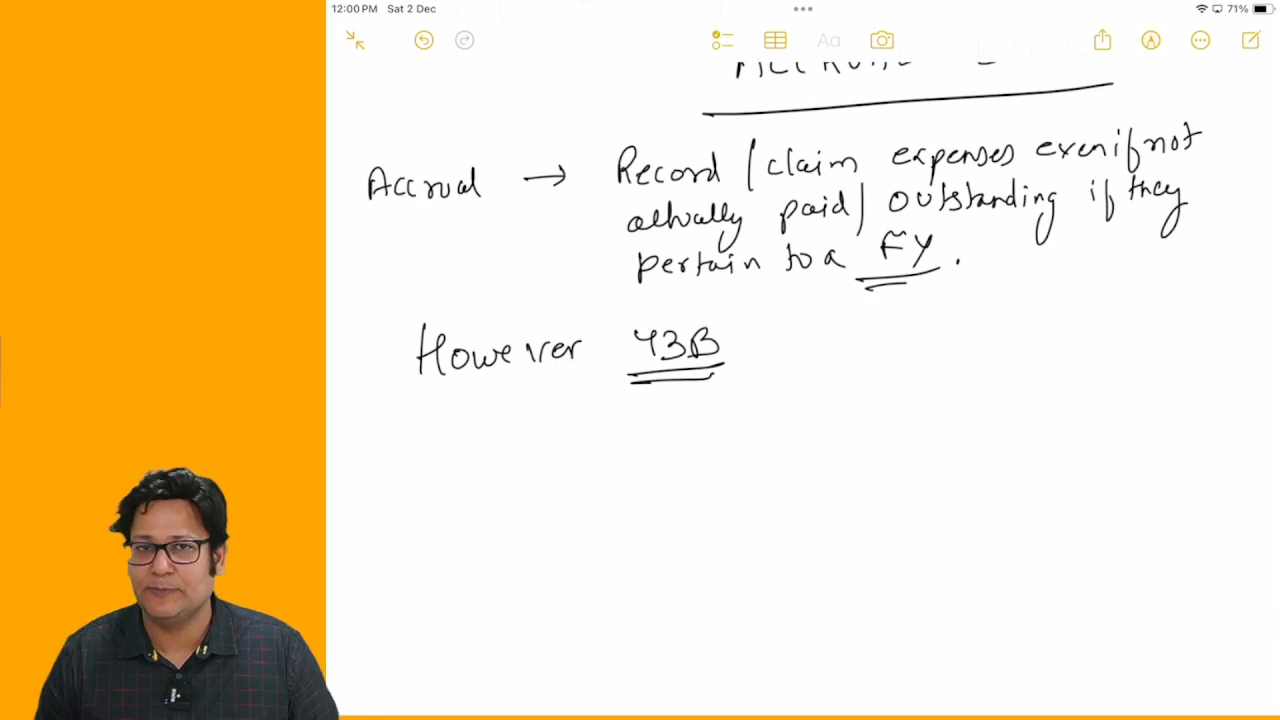 12:00 PM Sat 2 Dec
71%
Aa
Accrual → Record / claim expenses even if not
actually paid / outstanding if they
pertain to a FY.
However 43B